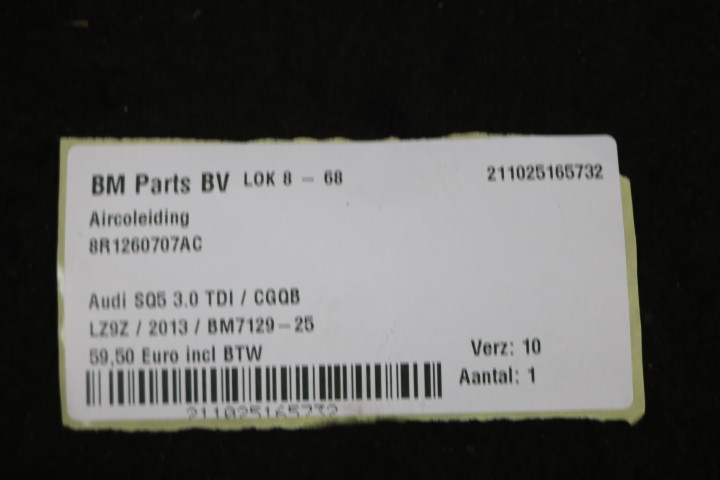 BM Parts BV LOK 8 - 68 211025165732
Aircoleiding
8R1260707AC
Audi SQ5 3.0 TDI / CGQB
LZ9Z / 2013 / BM7129-25
59,50 Euro incl BTW Verz: 10
Aantal: 1
211025165732